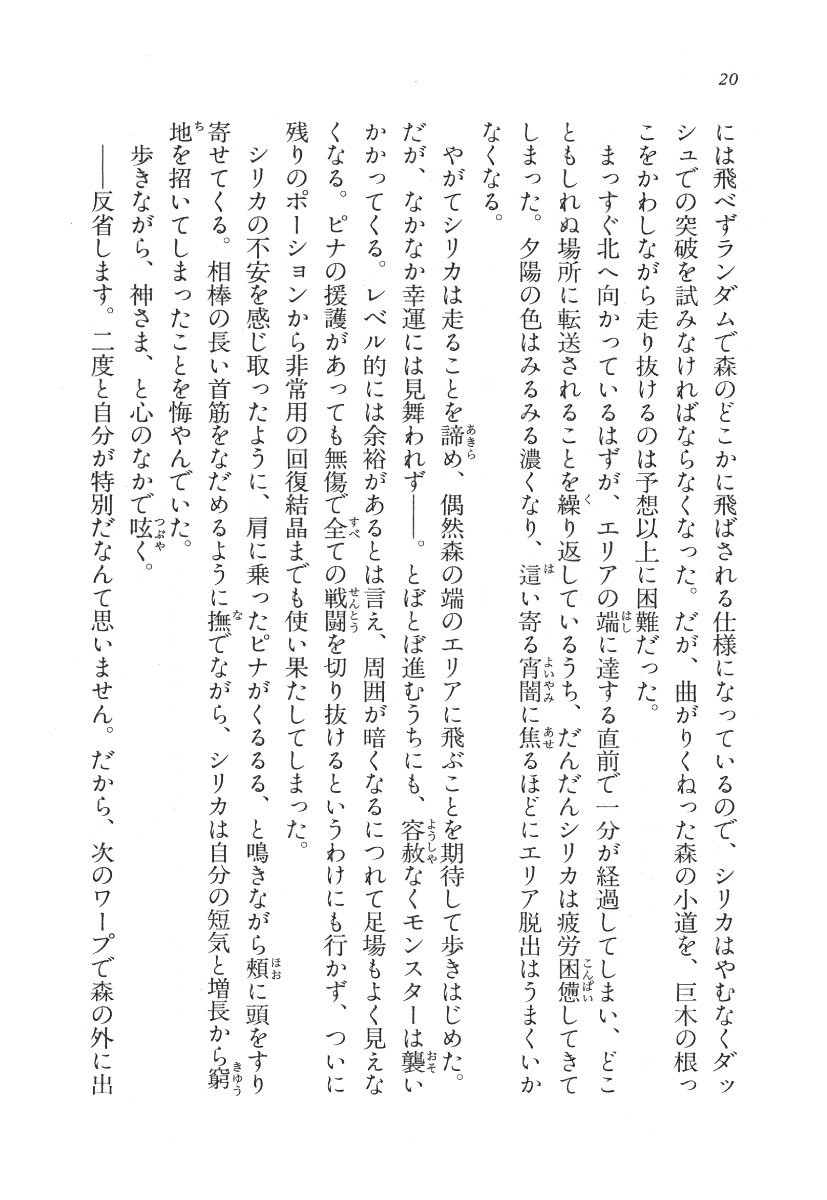 20
には飛べずランダムで森のどこかに飛ばされる仕様になっているので、シリカはやむなくダッ
シュでの突破を試みなければならなくなった。だが、曲がりくねった森の小道を、巨木の根っ
こをかわしながら走り抜けるのは予想以上に困難だった。
まっすぐ北へ向かっているはずが、エリアの端に達する直前で一分が経過してしまい、どこ
ともしれぬ場所に転送されることを繰り返しているうち、だんだんシリカは疲労困憊してきて
しまった。夕陽の色はみるみる濃くなり、這い寄る宵闇に焦るほどにエリア脱出はうまくいか
なくなる。
やがてシリカは走ることを諦め、偶然森の端のエリアに飛ぶことを期待して歩きはじめた。
だが、なかなか幸運には見舞われず――。とぼとぼ進むうちにも、容赦なくモンスターは襲い
かかってくる。レベル的には余裕があるとは言え、周囲が暗くなるにつれて足場もよく見えな
くなる。ピナの援護があっても無傷で全ての戦闘を切り抜けるというわけにも行かず、ついに
残りのポーションから非常用の回復結晶までも使い果たしてしまった。
シリカの不安を感じ取ったように、肩に乗ったピナがくるるる、と鳴きながら頬に頭をすり
寄せてくる。相棒の長い首筋をなだめるように撫でながら、シリカは自分の短気と増長から窮
地を招いてしまったことを悔やんでいた。
歩きながら、神さま、と心のなかで呟く。
――反省します。二度と自分が特別だなんて思いません。だから、次のワープで森の外に出